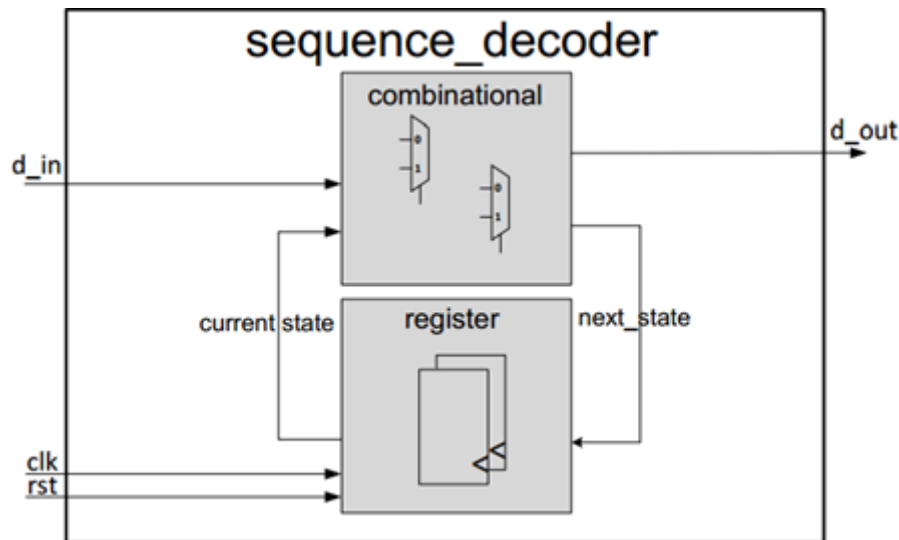 sequence_decoder
combinational
0
1
0
1
d_in
d_out
current state
register
next_state
clk
rst